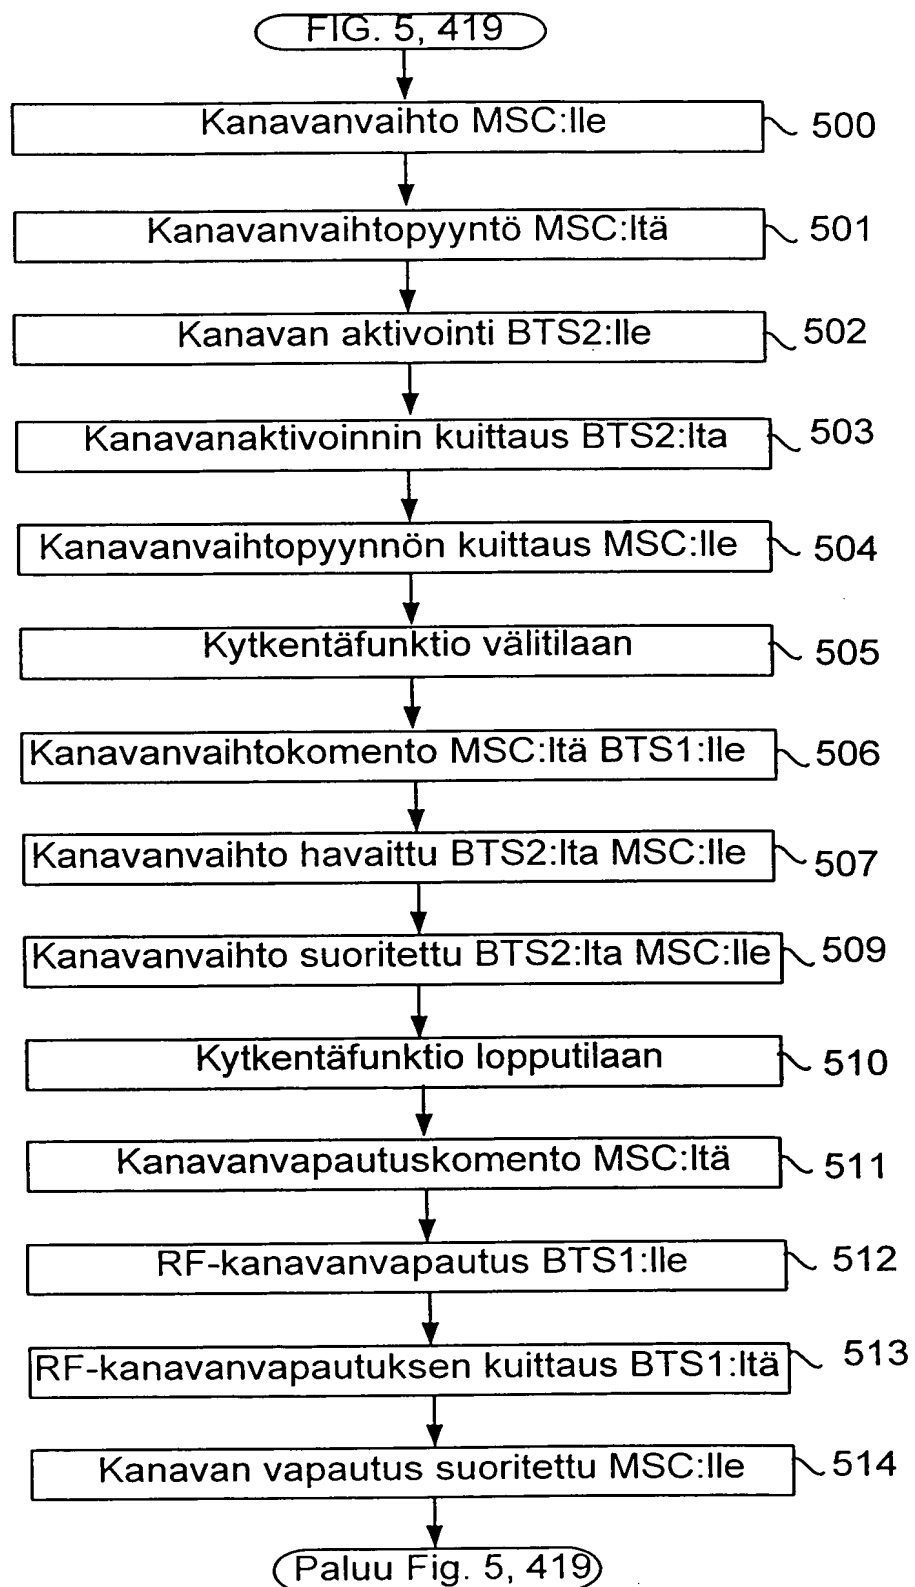 FIG. 5, 419
Kanavanvaihto MSC:lle
500
Kanavanvaihtopyyntö MSC:ltä
501
Kanavan aktivointi BTS2:lle
502
Kanavanaktivoinnin kuittaus BTS2:lta
503
Kanavanvaihtopyynnön kuittaus MSC:lle
504
Kytkentäfunktio välitilaan
505
Kanavanvaihtokomento MSC:ltä BTS1:lle
506
Kanavanvaihto havaittu BTS2:lta MSC:lle
507
Kanavanvaihto suoritettu BTS2:lta MSC:lle
509
Kytkentäfunktio lopputilaan
510
Kanavanvapautuskomento MSC:ltä
511
RF-kanavanvapautus BTS1:lle
512
RF-kanavanvapautuksen kuittaus BTS1:ltä
513
Kanavan vapautus suoritettu MSC:lle
514
Paluu Fig. 5, 419